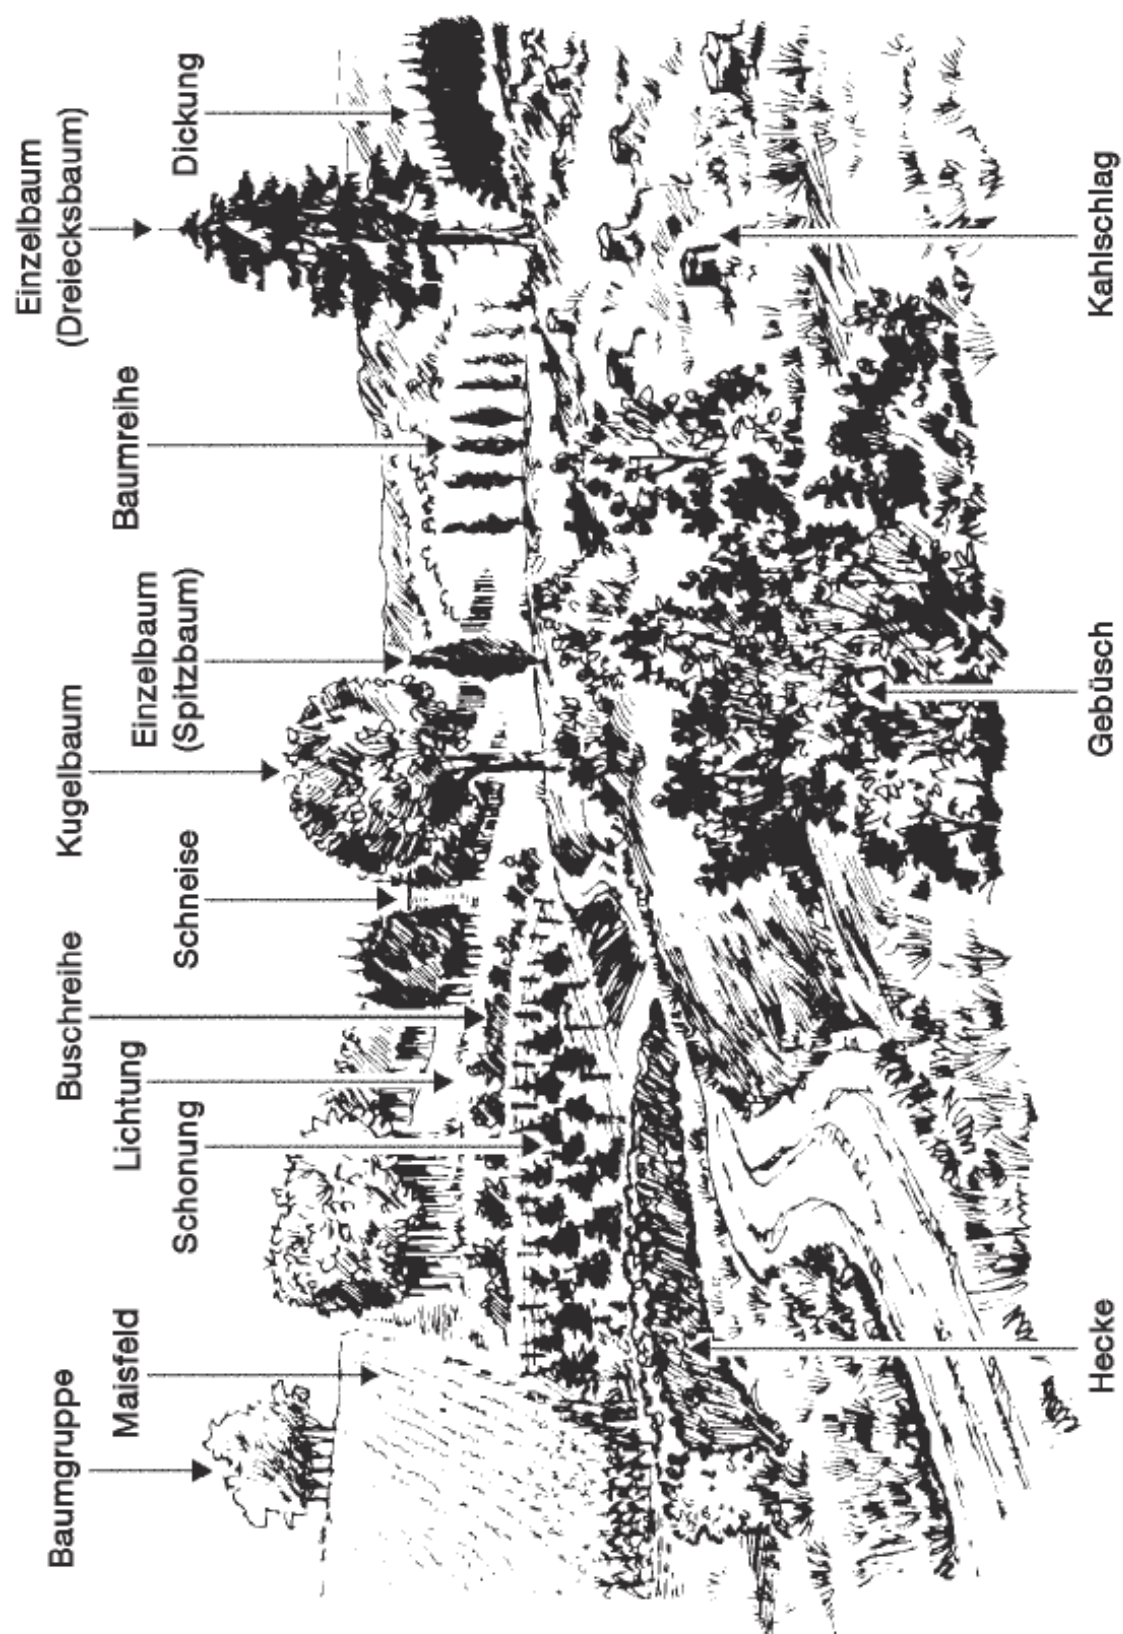 Baumgruppe
Maisfeld
Schonung
Lichtung
Buschreihe
Schneise
Kugelbaum
Einzelbaum
(Spitzbaum)
Baumreihe
Einzelbaum
(Dreiecksbaum)
Dickung
Hecke
Gebüsch
Kahlschlag